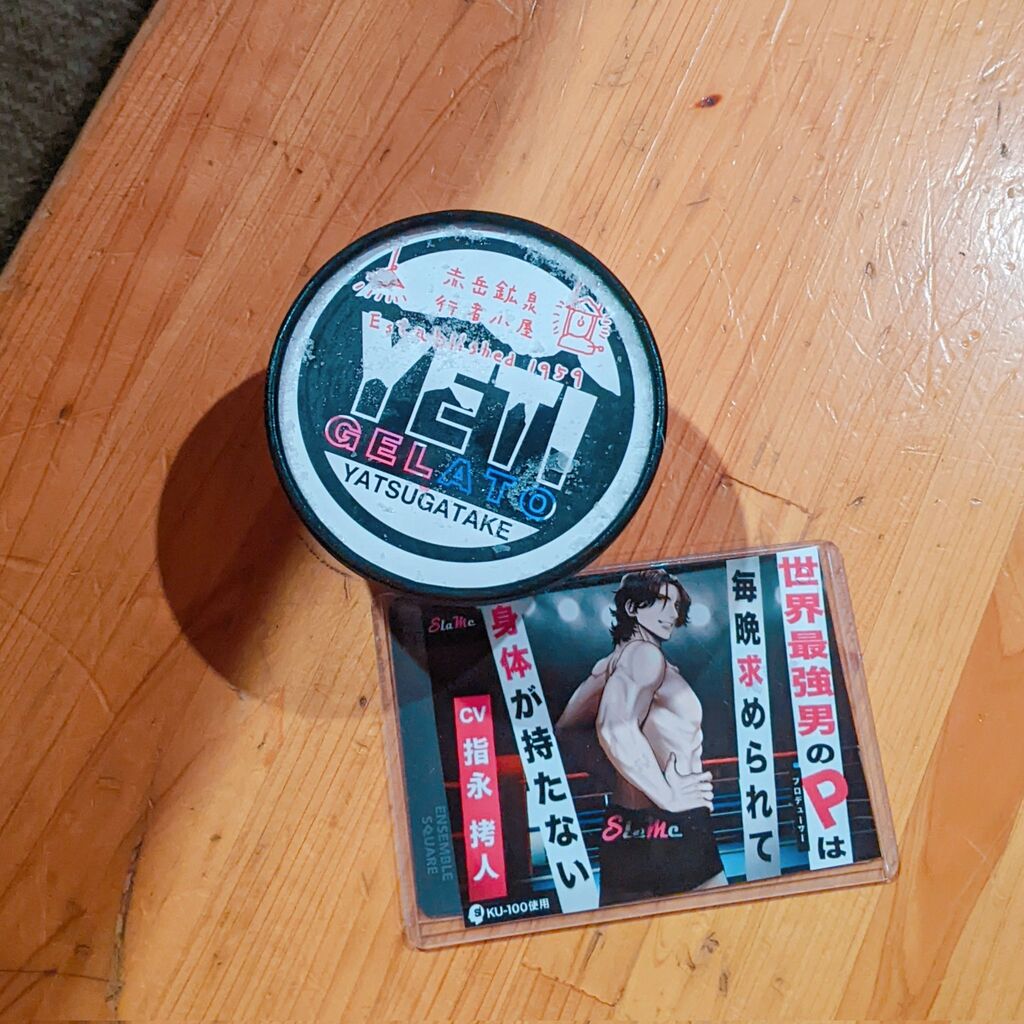 赤岳鉱泉
行者小屋
Established 1959
YET!
GELATO
YATSUGATAKE
世界最強男のPは
プロデューサー
毎晩求められて
身体が持たない
SlaMe
CV 指永 拷人
SlaMe
ENSEMBLE
SQUARE
KU-100使用